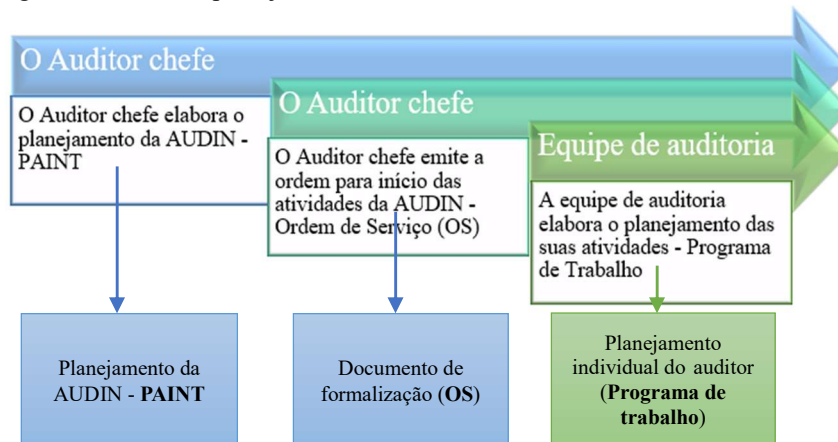 O Auditor chefe
O Auditor chefe elabora o
planejamento da AUDIN -
PAINT
O Auditor chefe
O Auditor chefe emite a
ordem para início das
atividades da AUDIN -
Ordem de Serviço (OS)
Equipe de auditoria
A equipe de auditoria
elabora o planejamento das
suas atividades - Programa
de Trabalho
Planejamento da
AUDIN - PAINT
Documento de
formalização (OS)
Planejamento
individual do auditor
(Programa de
trabalho)